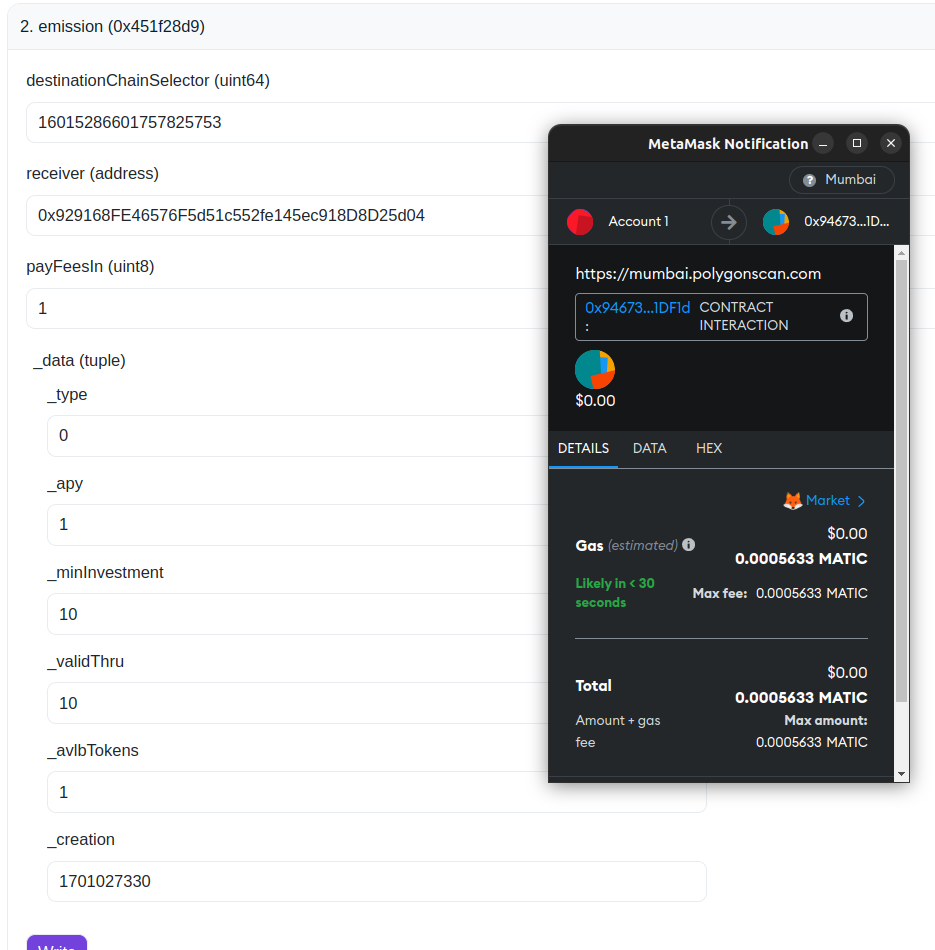 2. emission (0x451f28d9)
destinationChainSelector (uint64)
16015286601757825753
receiver (address)
0x929168FE46576F5d51c552fe145ec918D8D25d04
payFeesIn (uint8)
1
_data (tuple)
_type
0
_apy
1
_minInvestment
10
_validThru
10
_avlbTokens
1
_creation
1701027330
Write
MetaMask Notification
Mumbai
Account 1
0x94673...1D...
https://mumbai.polygonscan.com
0x94673...1DF1d CONTRACT
: INTERACTION
$0.00
DETAILS DATA HEX
Market
$0.00
Gas (estimated)
0.0005633 MATIC
Likely in < 30
seconds
Max fee: 0.0005633 MATIC
$0.00
Total
0.0005633 MATIC
Amount + gas
fee
Max amount:
0.0005633 MATIC